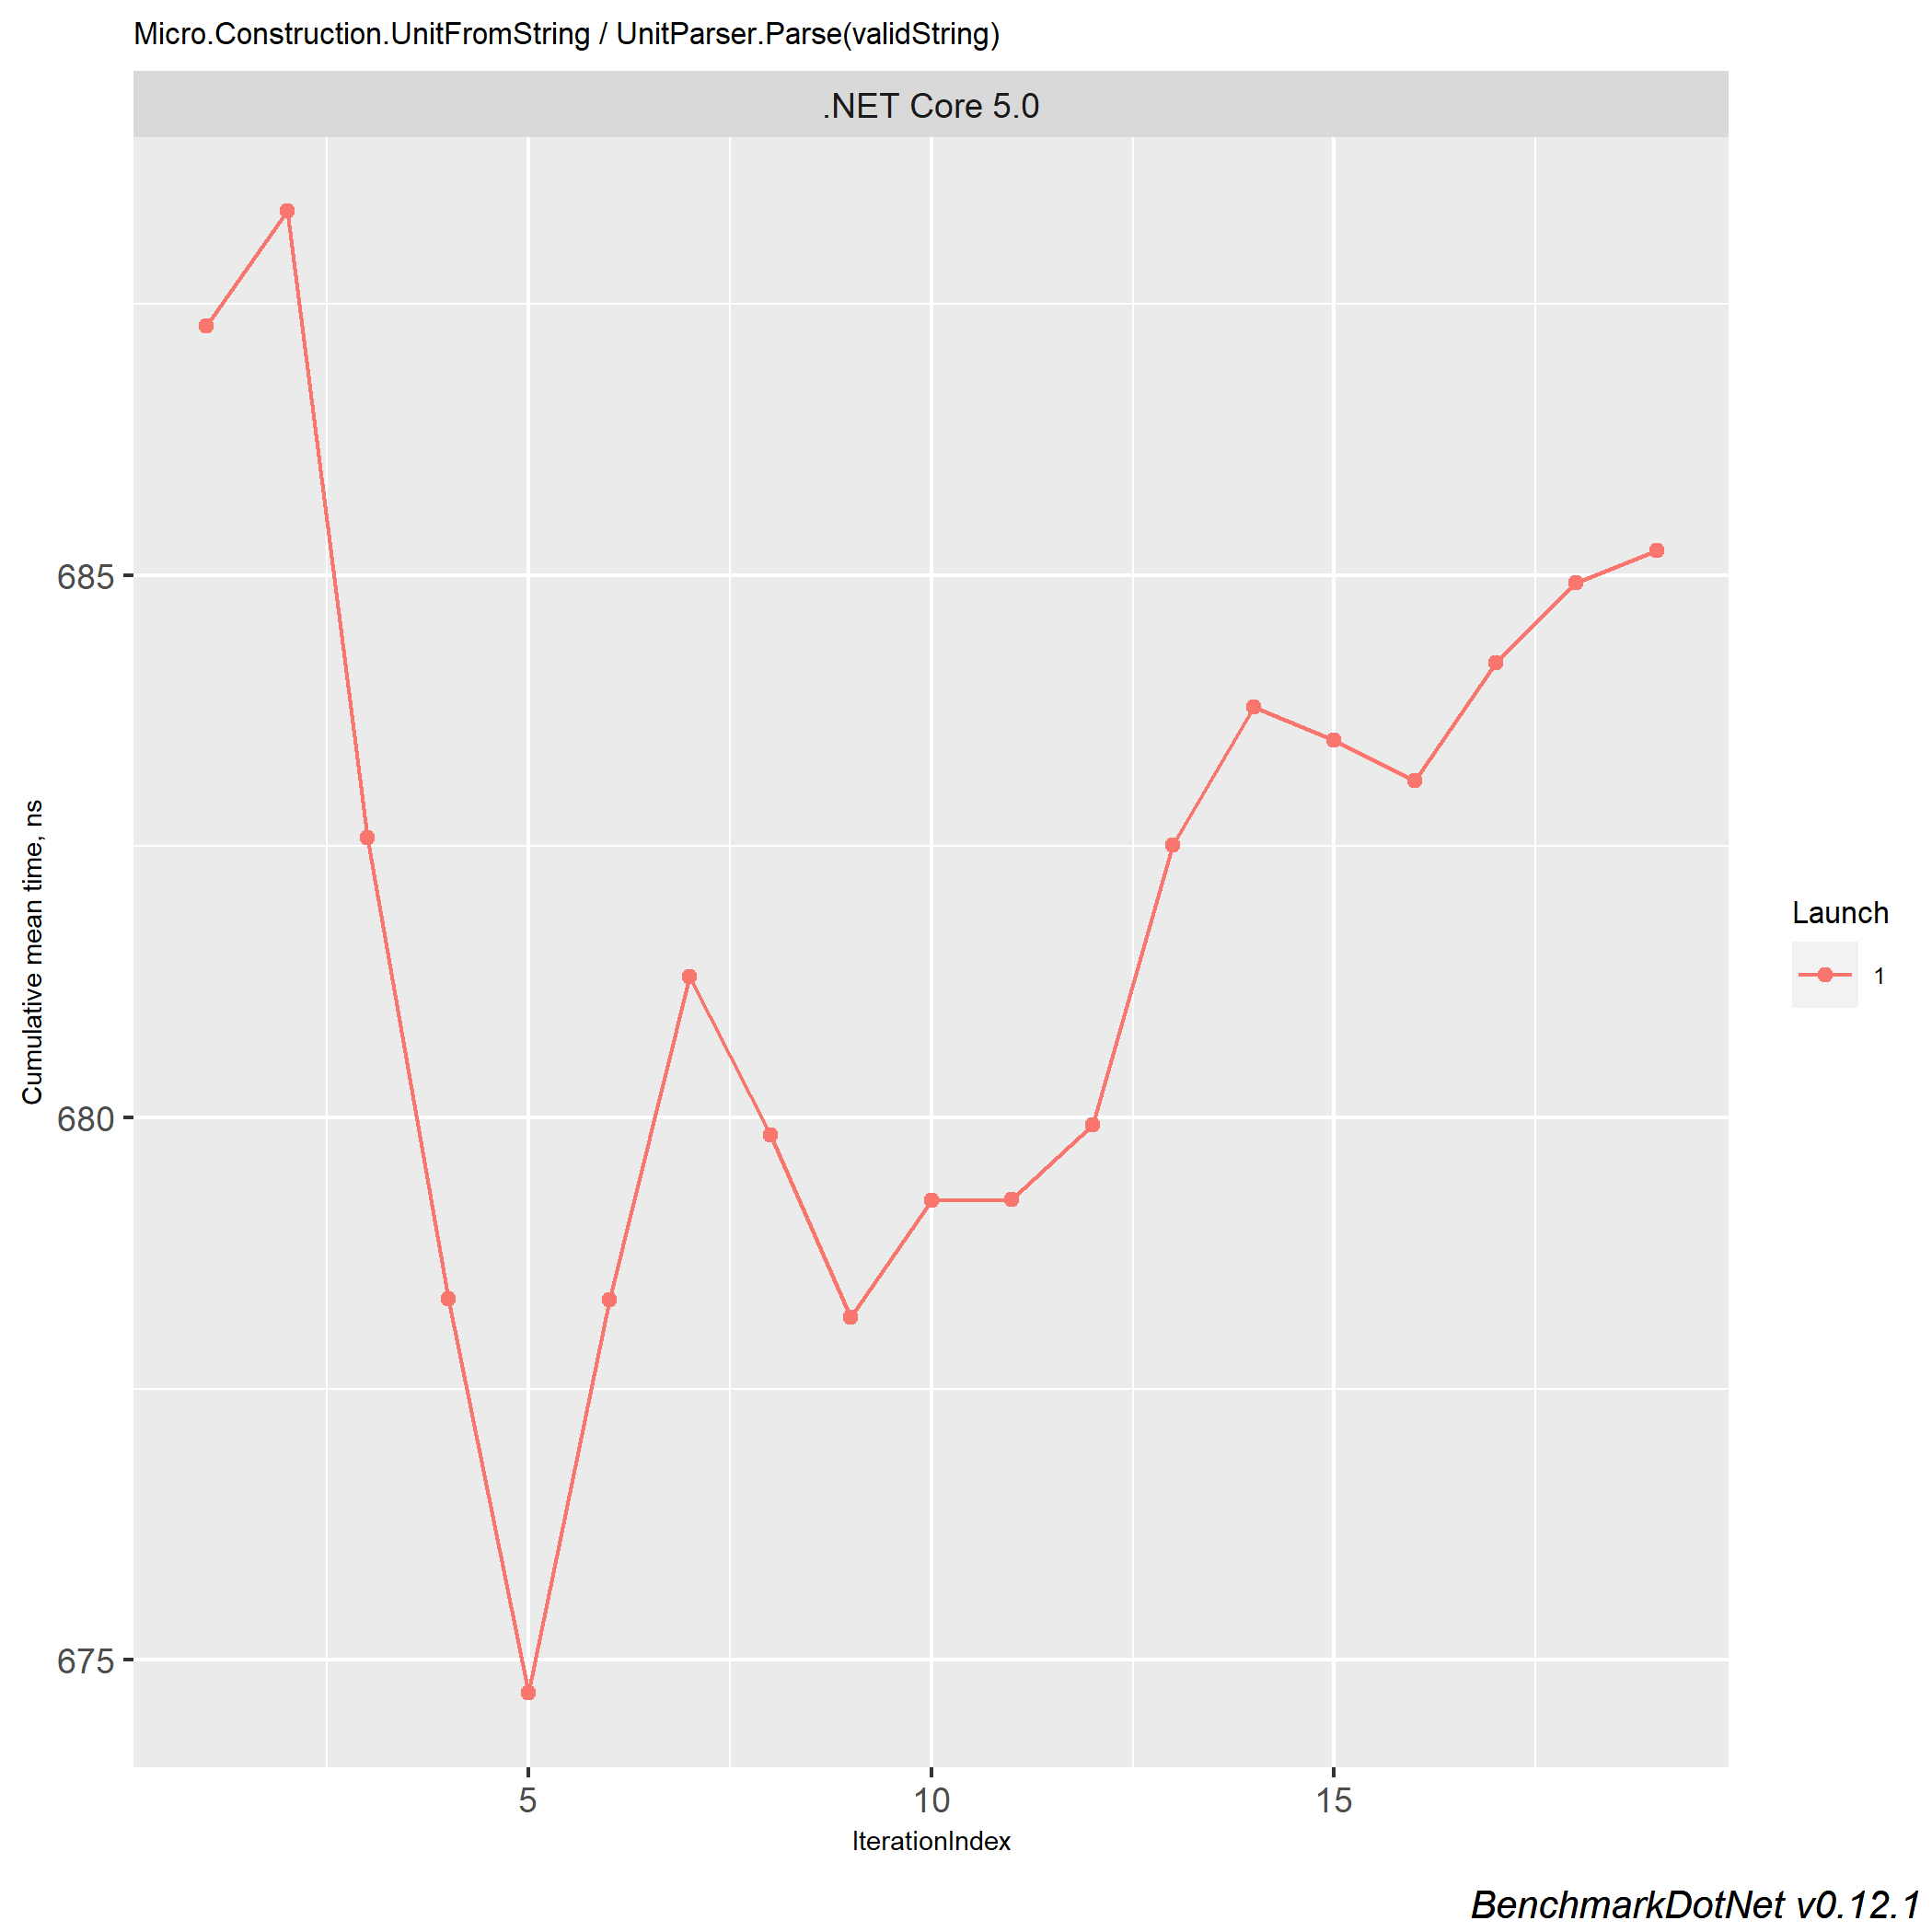 Micro.Construction.UnitFromString / UnitParser.Parse(validString)
.NET Core 5.0
685
680
675
Cumulative mean time, ns
5 10 15
IterationIndex
Launch
1
BenchmarkDotNet v0.12.1